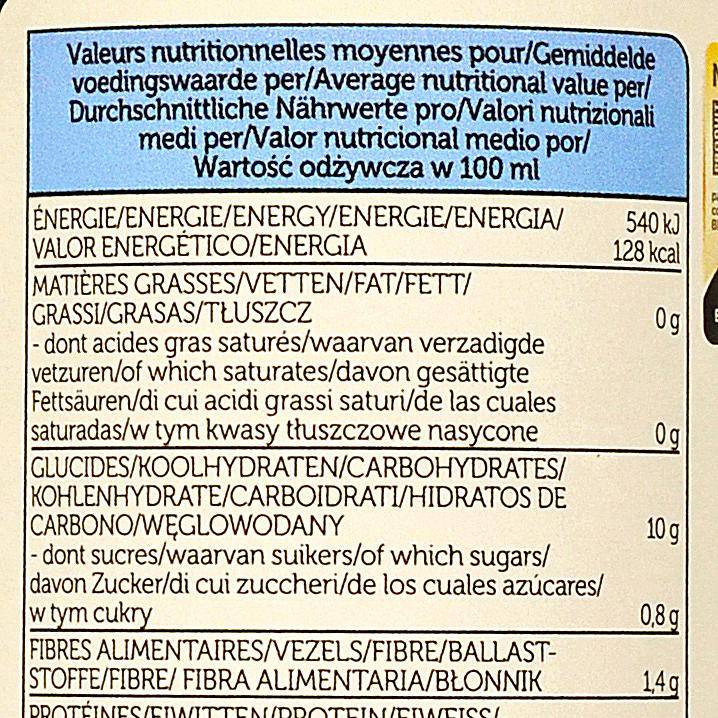 Valeurs nutritionnelles moyennes pour/Gemiddelde
voedingswaarde per/Average nutritional value per/
Durchschnittliche Nährwerte pro/Valori nutrizionali
medi per/Valor nutricional medio por/
Wartość odżywcza w 100 ml
ÉNERGIE/ENERGIE/ENERGY/ENERGIE/ENERGIA/ 540 kJ
VALOR ENERGÉTICO/ENERGIA 128 kcal
MATIÈRES GRASSES/VETTEN/FAT/FETT/
GRASSI/GRASAS/TŁUSZCZ 0 g
- dont acides gras saturés/waarvan verzadigde
vetzuren/of which saturates/davon gesättigte
Fettsäuren/di cui acidi grassi saturi/de las cuales
saturadas/w tym kwasy tłuszczowe nasycone 0 g
GLUCIDES/KOOLHYDRATEN/CARBOHYDRATES/
KOHLENHYDRATE/CARBOIDRATI/HIDRATOS DE
CARBONO/WĘGLOWODANY 10 g
- dont sucres/waarvan suikers/of which sugars/
davon Zucker/di cui zuccheri/de los cuales azúcares/
w tym cukry 0,8 g
FIBRES ALIMENTAIRES/VEZELS/FIBRE/BALLAST-
STOFFE/FIBRE/ FIBRA ALIMENTARIA/BŁONNIK 1,4 g
PROTÉINES/EIWITTEN/PROTEIN/EIWEISS/